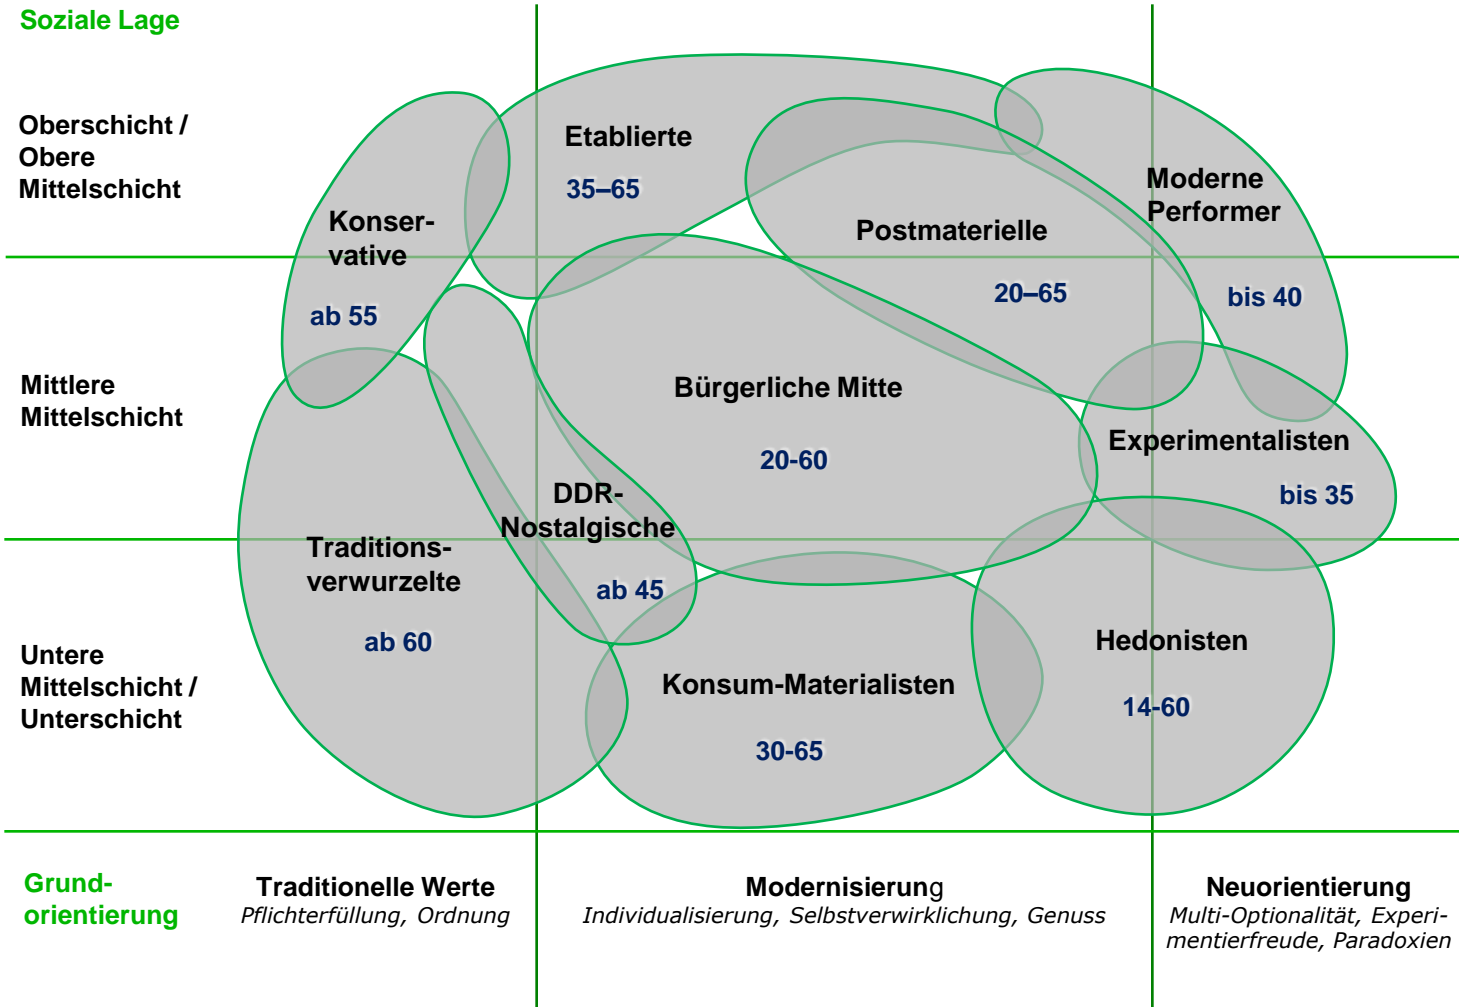 Soziale Lage
Oberschicht /
Obere
Mittelschicht
Mittlere
Mittelschicht
Untere
Mittelschicht /
Unterschicht
Konser-
vative
ab 55
Etablierte
35–65
Postmaterielle
20–65
Moderne
Performer
bis 40
Bürgerliche Mitte
20-60
Experimentalisten
bis 35
DDR-
Nostalgische
ab 45
Traditions-
verwurzelte
ab 60
Konsum-Materialisten
30-65
Hedonisten
14-60
Grund-
orientierung
Traditionelle Werte
Pflichterfüllung, Ordnung
Modernisierung
Individualisierung, Selbstverwirklichung, Genuss
Neuorientierung
Multi-Optionalität, Experi-
mentierfreude, Paradoxien